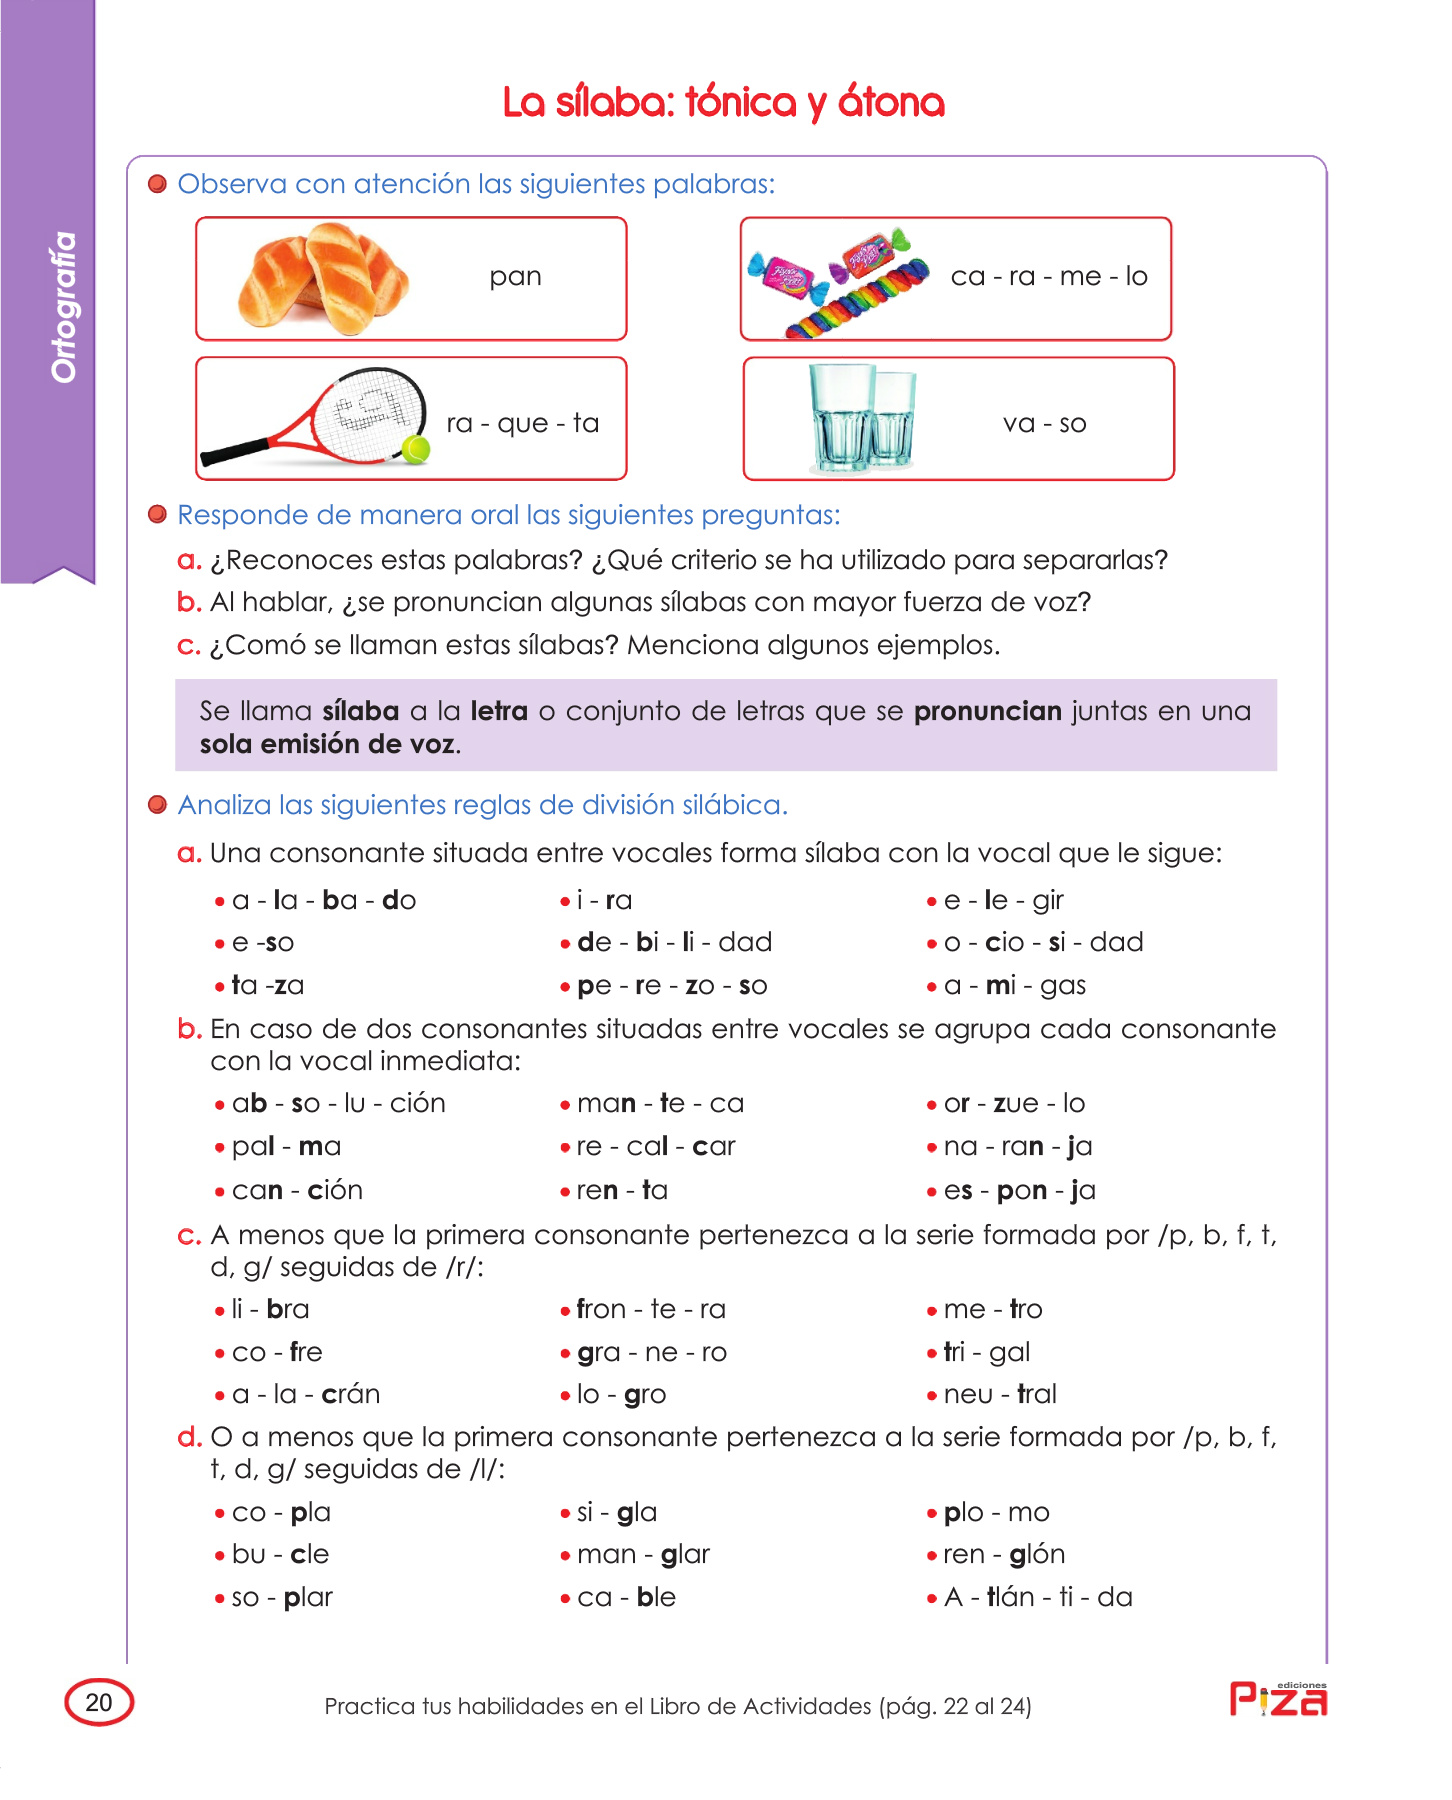 La sílaba: tónica y átona
Ortografía
Observa con atención las siguientes palabras:
pan
ca - ra - me - lo
ra - que - ta
va - so
Responde de manera oral las siguientes preguntas:
a. ¿Reconoces estas palabras? ¿Qué criterio se ha utilizado para separarlas?
b. Al hablar, ¿se pronuncian algunas sílabas con mayor fuerza de voz?
c. ¿Comó se llaman estas sílabas? Menciona algunos ejemplos.
Se llama sílaba a la letra o conjunto de letras que se pronuncian juntas en una
sola emisión de voz.
Analiza las siguientes reglas de división silábica.
a. Una consonante situada entre vocales forma sílaba con la vocal que le sigue:
• a - la - ba - do • i - ra • e - le - gir
• e -so • de - bi - li - dad • o - cio - si - dad
• ta -za • pe - re - zo - so • a - mi - gas
b. En caso de dos consonantes situadas entre vocales se agrupa cada consonante
con la vocal inmediata:
• ab - so - lu - ción • man - te - ca • or - zue - lo
• pal - ma • re - cal - car • na - ran - ja
• can - ción • ren - ta • es - pon - ja
c. A menos que la primera consonante pertenezca a la serie formada por /p, b, f, t,
d, g/ seguidas de /r/:
• li - bra • fron - te - ra • me - tro
• co - fre • gra - ne - ro • tri - gal
• a - la - crán • lo - gro • neu - tral
d. O a menos que la primera consonante pertenezca a la serie formada por /p, b, f,
t, d, g/ seguidas de /l/:
• co - pla • si - gla • plo - mo
• bu - cle • man - glar • ren - glón
• so - plar • ca - ble • A - tlán - ti - da
20
Practica tus habilidades en el Libro de Actividades (pág. 22 al 24)
ediciones
Piza